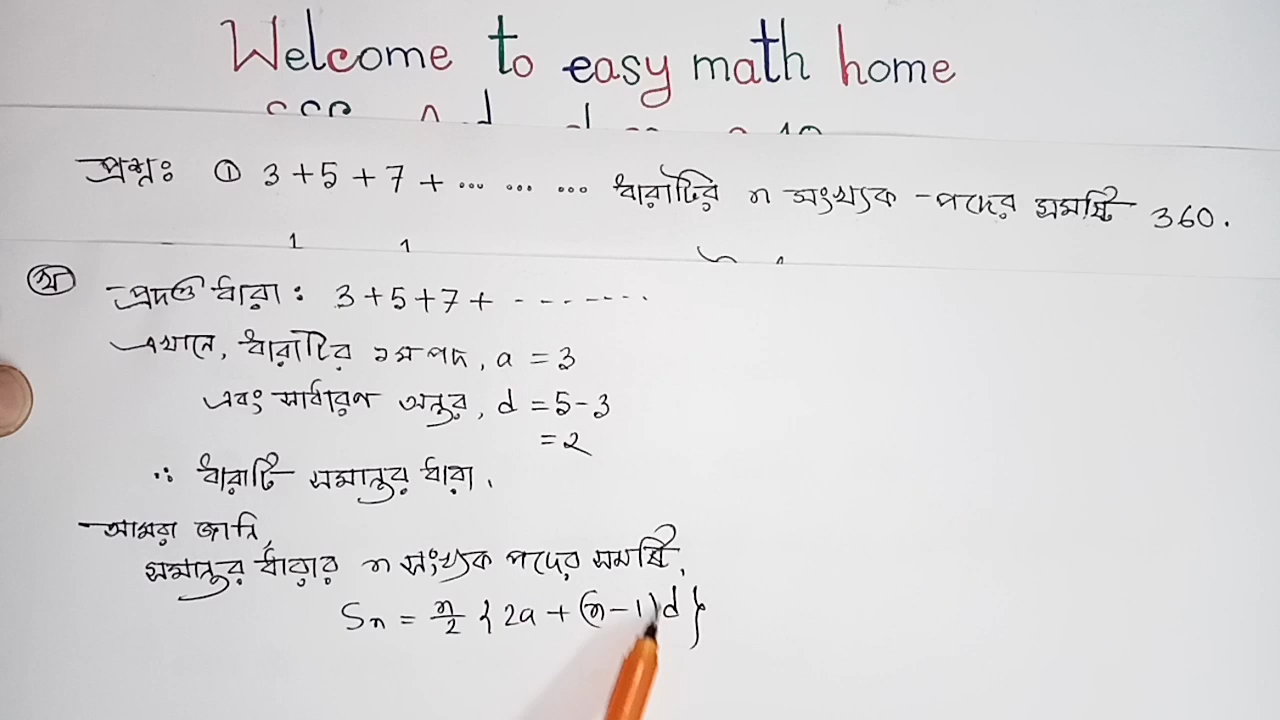 Welcome to easy math home
প্রশ্নঃ ① 3 + 5 + 7 + ... ... ... ধারাটির n সংখ্যক পদের সমষ্টি 360.
প্রদত্ত ধারাঃ 3 + 5 + 7 + - - - - - - -
এখানে, ধারাটির ১ম পদ, a = 3
এবং সাধারণ অন্তর, d = 5 - 3
= 2
∴ ধারাটি সমান্তর ধারা।
আমরা জানি,
সমান্তর ধারার n সংখ্যক পদের সমষ্টি,
Sn = n/2 { 2a + (n - 1) d }